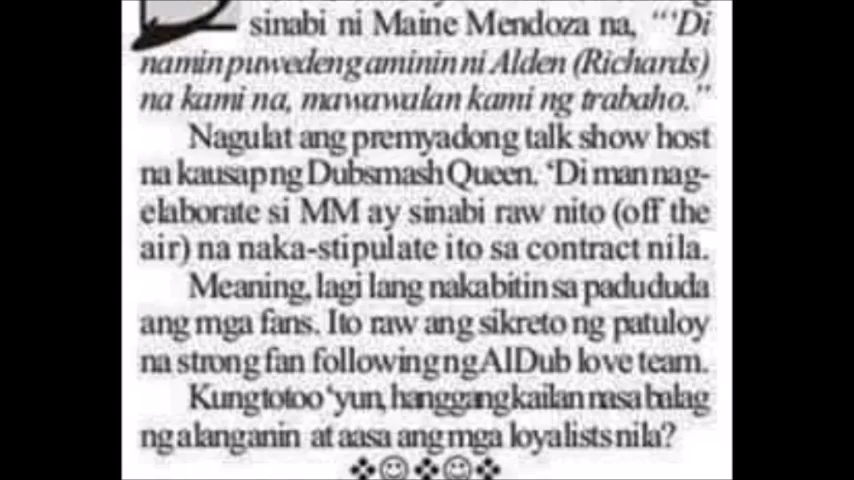 sinabi ni Maine Mendoza na, “‘Di
namin puwedeng aminin ni Alden (Richards)
na kami na, mawawalan kami ng trabaho.”
Nagulat ang premyadong talk show host
na kausap ng Dubsmash Queen. ‘Di man nag-
elaborate si MM ay sinabi raw nito (off the
air) na naka-stipulate ito sa contract nila.
Meaning, lagi lang nakabitin sa padududa
ang mga fans. Ito raw ang sikreto ng patuloy
na strong fan following ng AlDub love team.
Kung totoo ‘yun, hanggang kailan nasa balag
ng alanganin at aasa ang mga loyalists nila?